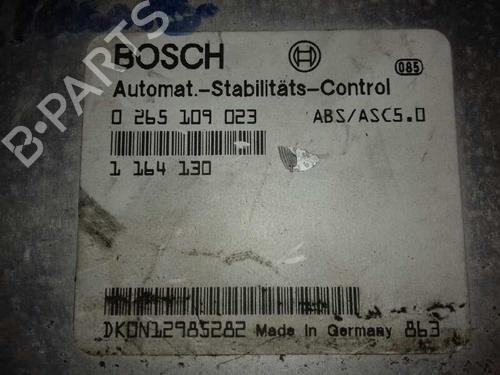 BOSCH
085
Automat.-Stabilitäts-Control
0 265 109 023 ABS/ASC5.0
1 164 130
DKON12985282 Made in Germany 863
B-PARTS